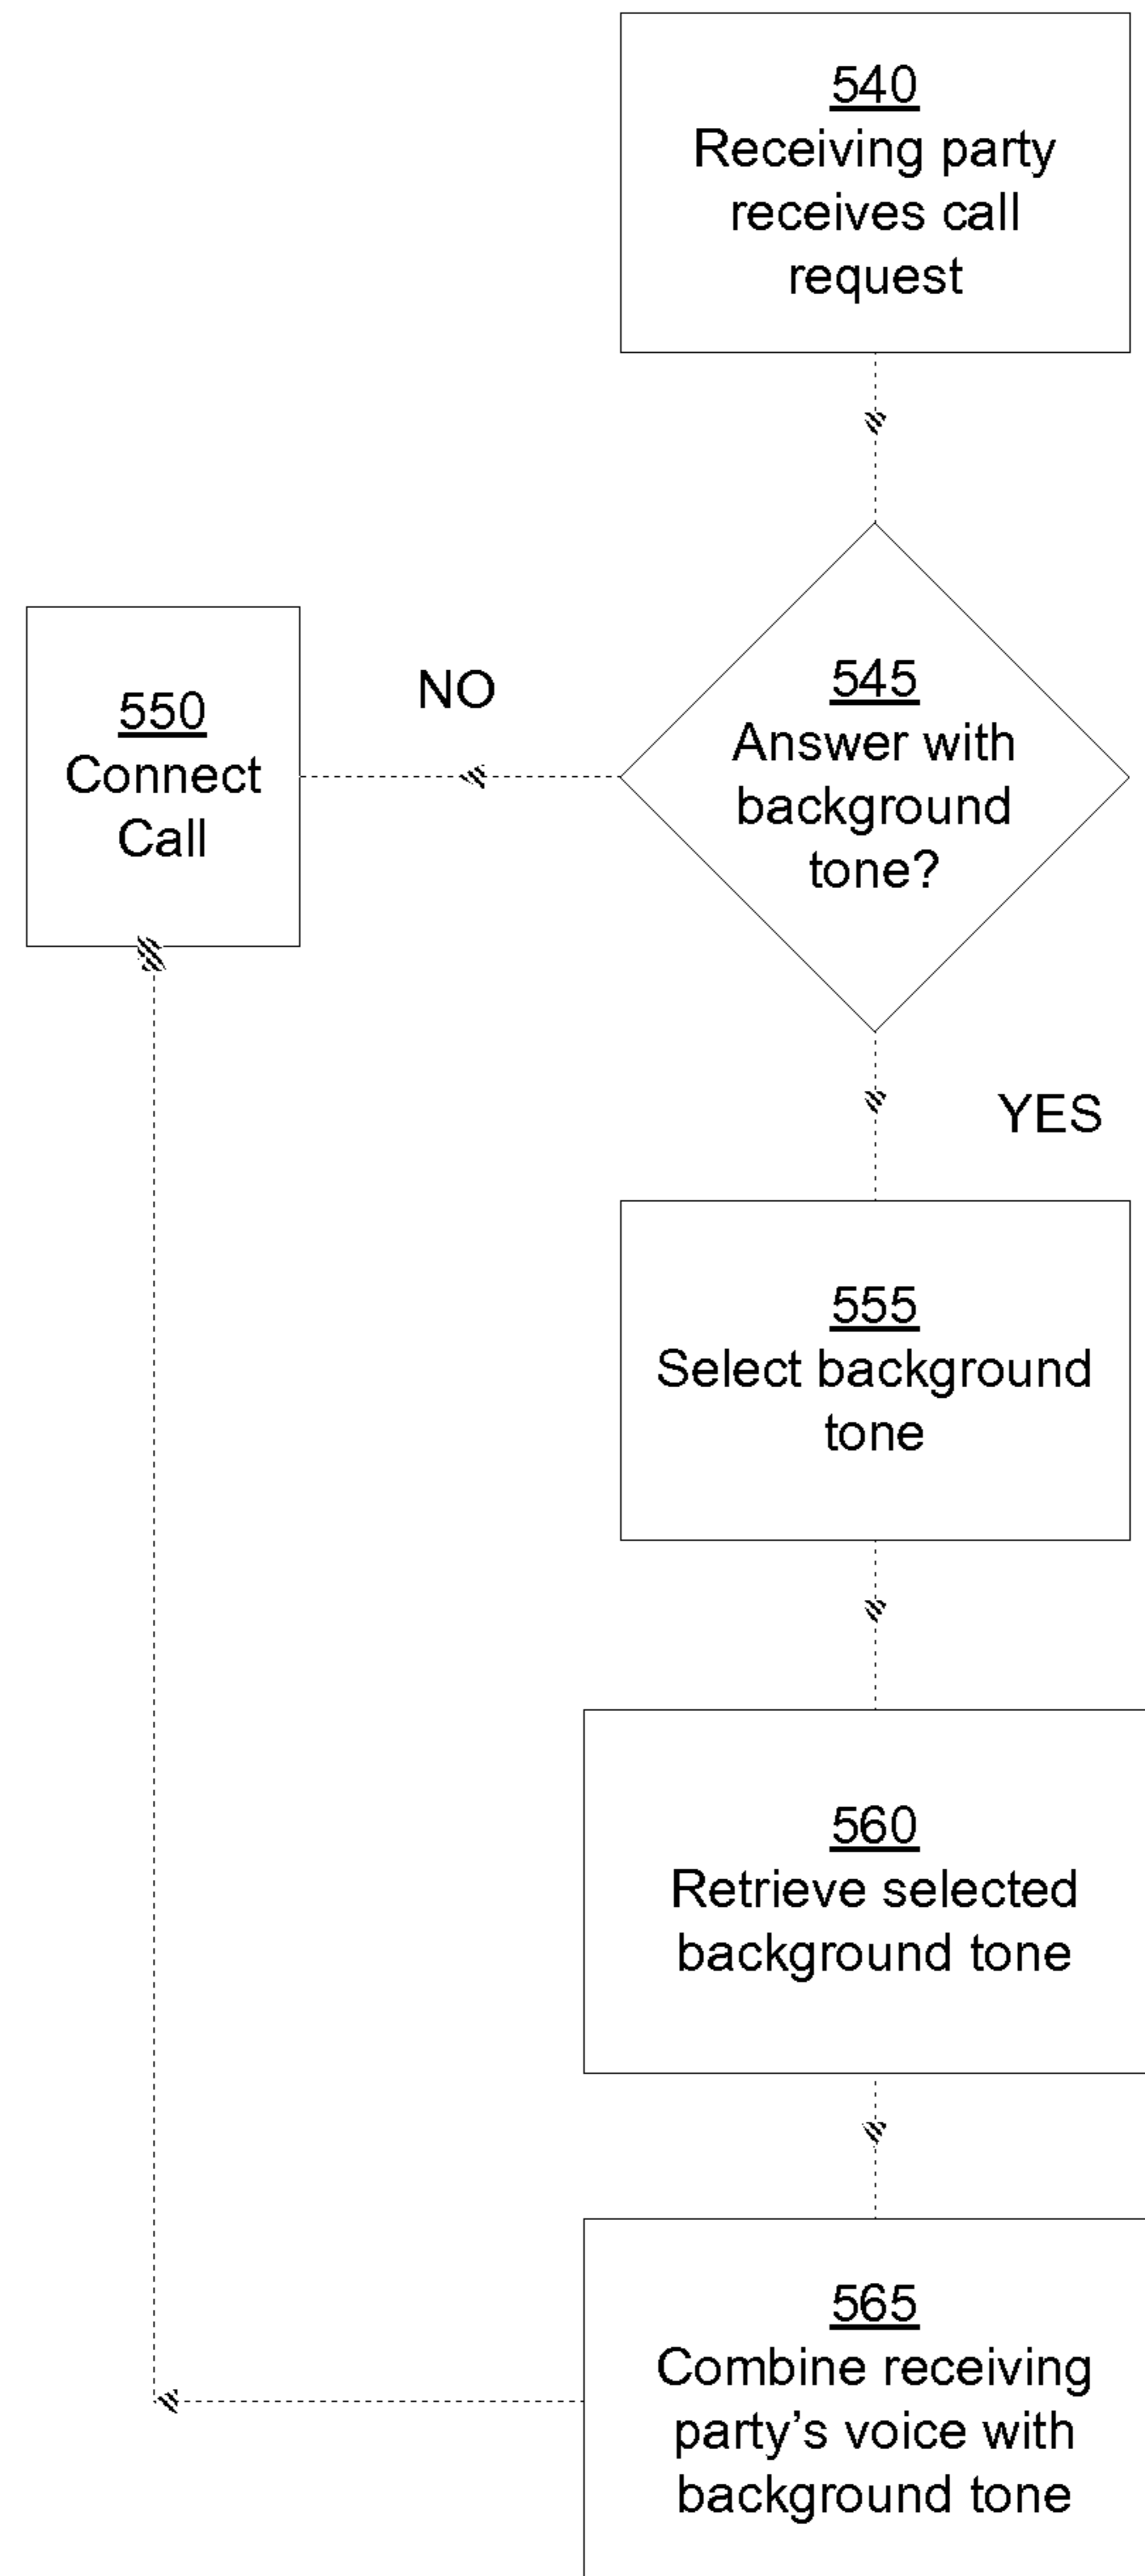 540
Receiving party
receives call
request
545
Answer with
background
tone?
NO
550
Connect
Call
YES
555
Select background
tone
560
Retrieve selected
background tone
565
Combine receiving
party's voice with
background tone